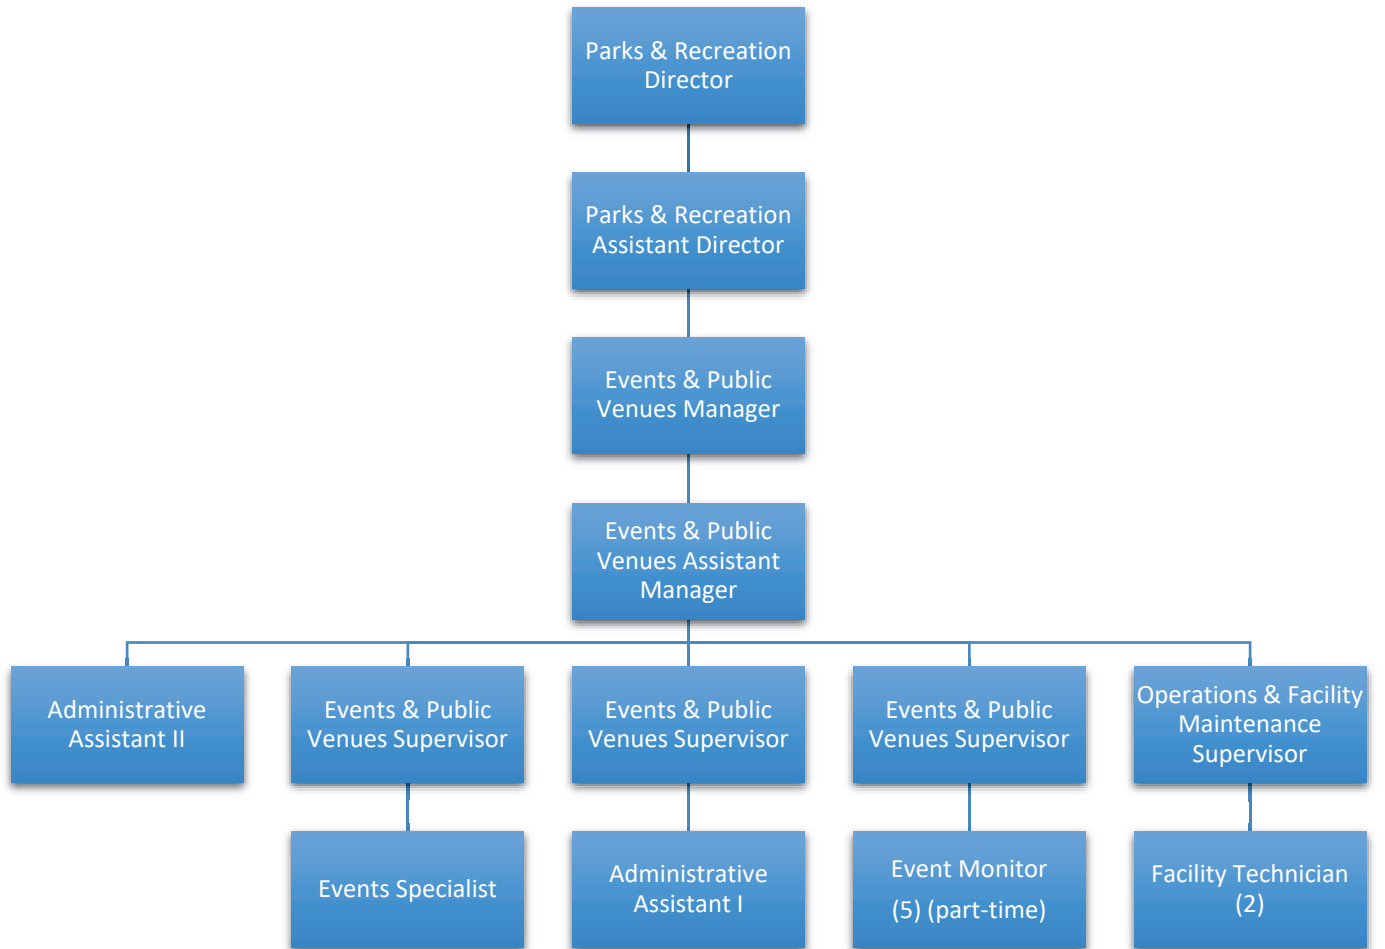 Parks & Recreation
Director
Parks & Recreation
Assistant Director
Events & Public
Venues Manager
Events & Public
Venues Assistant
Manager
Administrative
Assistant II
Events & Public
Venues Supervisor
Events & Public
Venues Supervisor
Events & Public
Venues Supervisor
Operations & Facility
Maintenance
Supervisor
Events Specialist
Administrative
Assistant I
Event Monitor
(5) (part-time)
Facility Technician
(2)